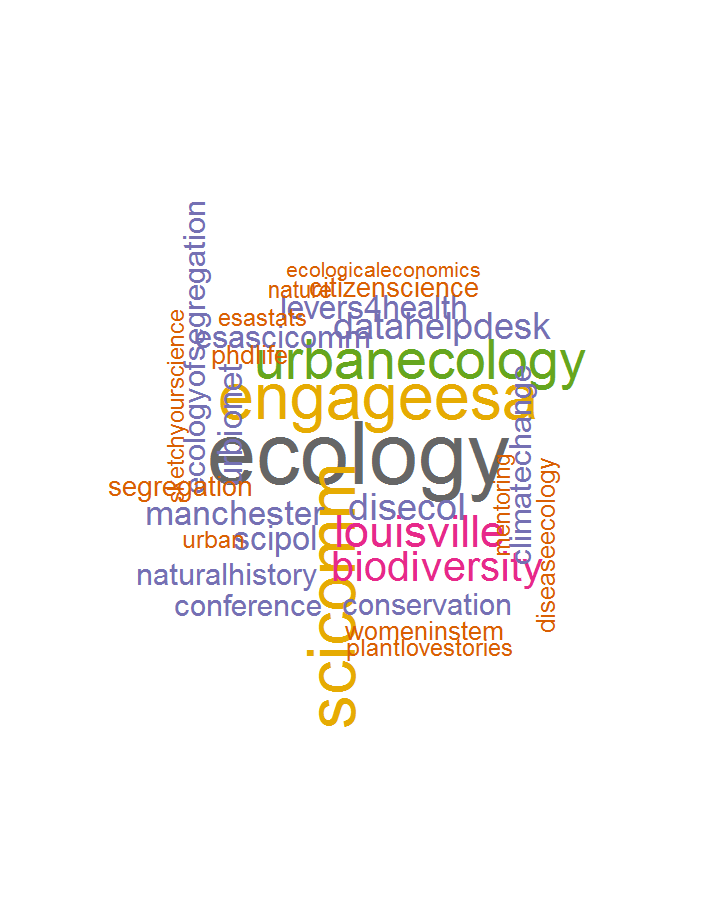 ecologicaleconomics
nature
citizenscience
levers4health
esastats
datahelpdesk
esascicomm
phdlife
urbanecology
engageesa
ecologyofsegregation
sketchyourscience
urbionet
ecology
climatechange
mentoring
diseaseecology
segregation
manchester
disecol
urban
scipol
louisville
scicomm
naturalhistory
biodiversity
conference
conservation
womeninstem
plantlovestories